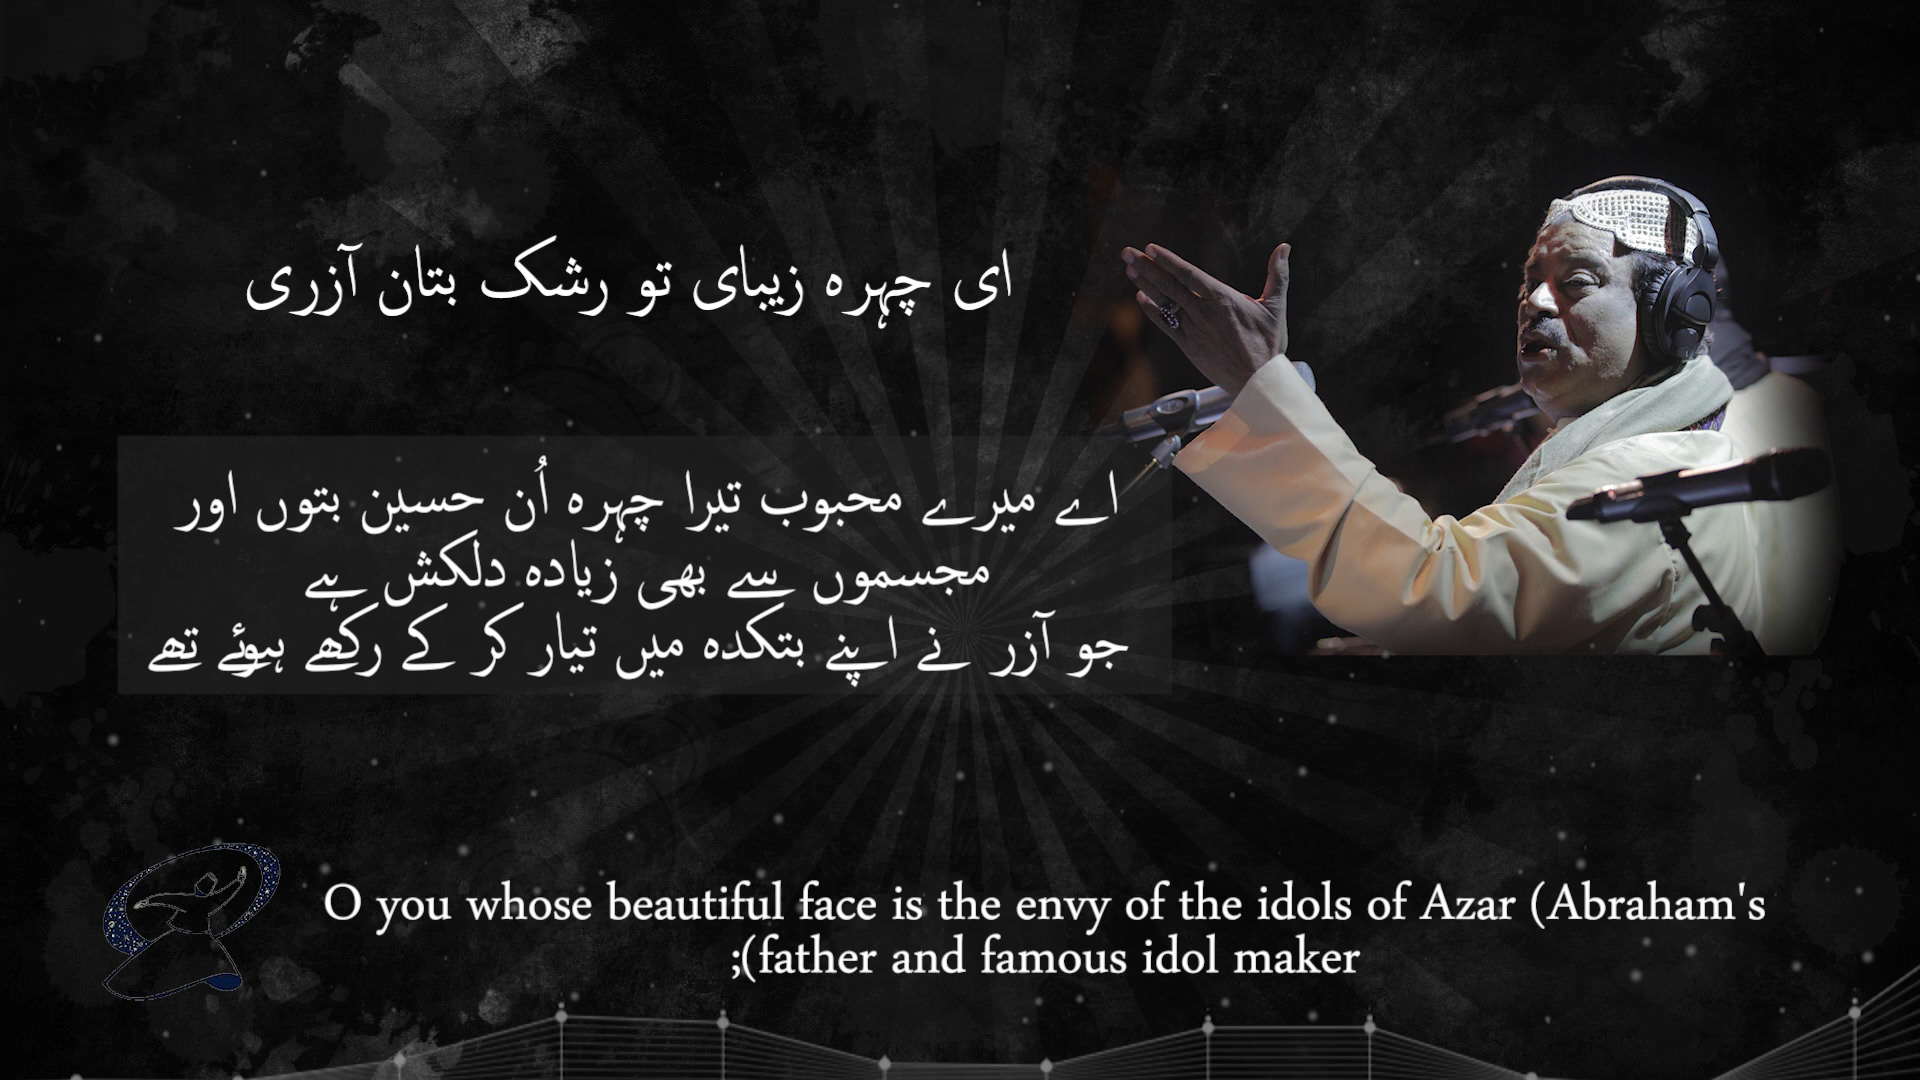 ای چہرہ زیبای تو رشک بتان آزری
اے میرے محبوب تیرا چہرہ اُن حسین بتوں اور
مجسموں سے بھی زیادہ دلکش ہے
جو آزر نے اپنے بتکدہ میں تیار کر کے رکھے ہوئے تھے
O you whose beautiful face is the envy of the idols of Azar (Abraham's
;(father and famous idol maker